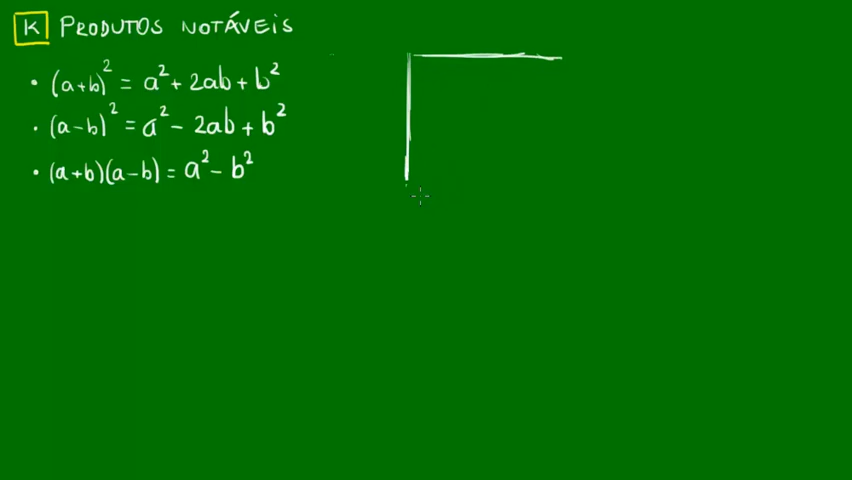 K PRODUTOS NOTÁVEIS
• (a+b)² = a² + 2ab + b²
• (a-b)² = a² - 2ab + b²
• (a+b)(a-b) = a² - b²